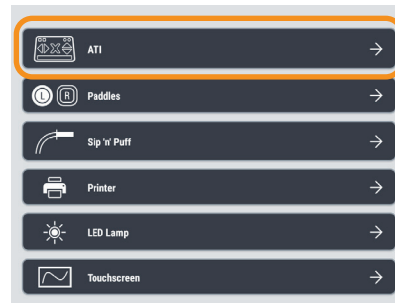 ATI
L R Paddles
Sip 'n' Puff
Printer
LED Lamp
Touchscreen